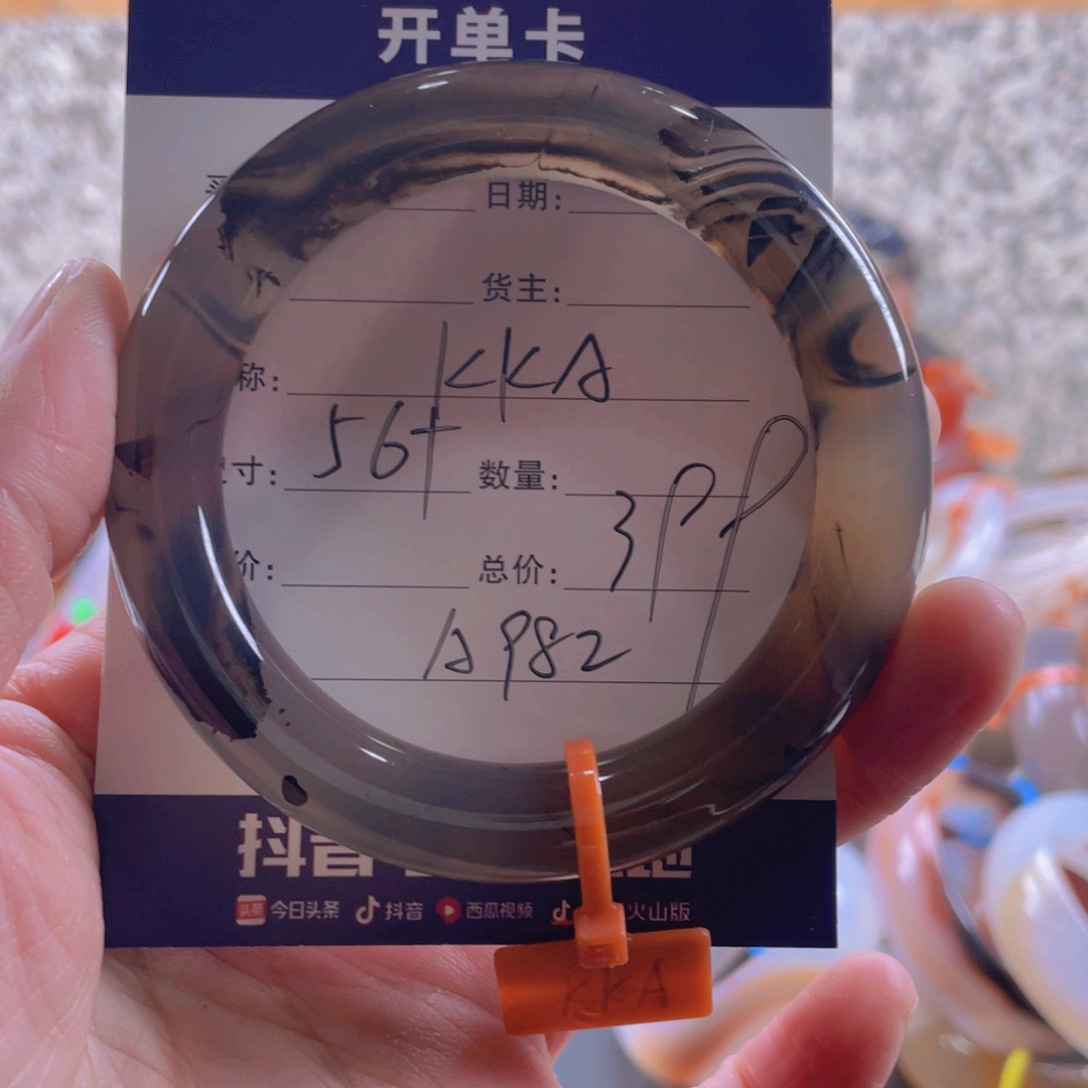 开单卡
日期:
货主:
称: KKA
寸: 56+ 数量:
399
价: 总价:
A982
抖音
今日头条 抖音 西瓜视频 火山版
KKA